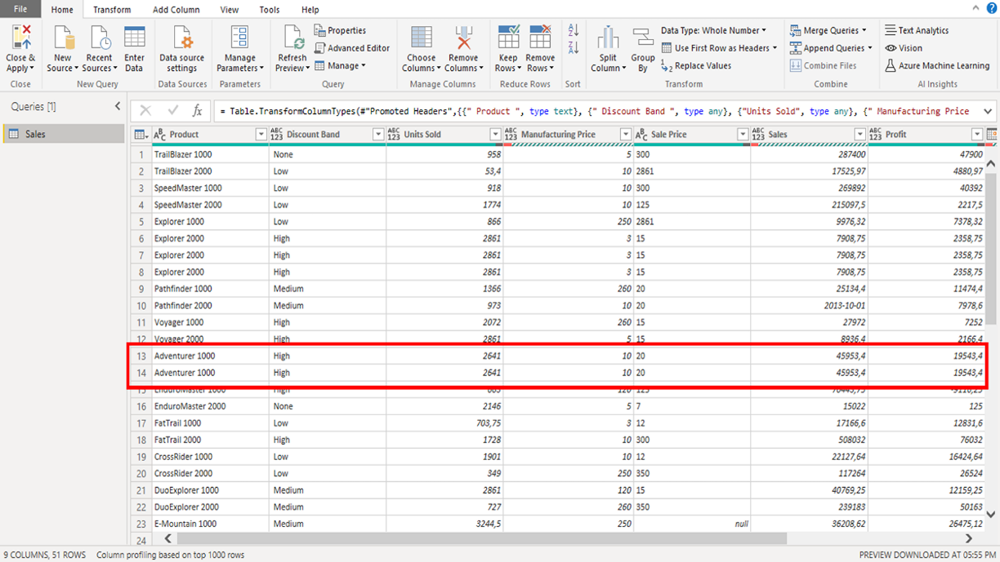 File Home Transform Add Column View Tools Help
Close & Apply New Source Recent Sources Enter Data Data source settings Manage Parameters Refresh Preview Properties Advanced Editor Manage Choose Columns Remove Columns Keep Rows Remove Rows Split Column Group By Data Type: Whole Number Use First Row as Headers Replace Values Merge Queries Append Queries Combine Files Text Analytics Vision Azure Machine Learning
Close New Query Data Sources Parameters Query Manage Columns Reduce Rows Sort Transform Combine AI Insights
Queries [1]
= Table.TransformColumnTypes(#"Promoted Headers",{{" Product ", type text}, {" Discount Band ", type any}, {"Units Sold", type any}, {" Manufacturing Price
Sales
Product Discount Band Units Sold Manufacturing Price Sale Price Sales Profit
1 TrailBlazer 1000 None 958 5 300 287400 47900
2 TrailBlazer 2000 Low 53,4 10 2861 17525,97 4880,97
3 SpeedMaster 1000 Low 918 10 300 269892 40392
4 SpeedMaster 2000 Low 1774 10 125 215097,5 2217,5
5 Explorer 1000 Low 866 250 2861 9976,32 7378,32
6 Explorer 2000 High 2861 3 15 7908,75 2358,75
7 Explorer 2000 High 2861 3 15 7908,75 2358,75
8 Explorer 2000 High 2861 3 15 7908,75 2358,75
9 Pathfinder 1000 Medium 1366 260 20 25134,4 11474,4
10 Pathfinder 2000 Medium 973 10 20 2013-10-01 7978,6
11 Voyager 1000 High 2072 260 15 27972 7252
12 Voyager 2000 High 2861 5 15 8936,4 2166,4
13 Adventurer 1000 High 2641 10 20 45953,4 19543,4
14 Adventurer 1000 High 2641 10 20 45953,4 19543,4
15 EnduroMaster 1000 High 120 125
16 EnduroMaster 2000 None 2146 5 7 15022 125
17 FatTrail 1000 Low 703,75 3 12 17166,6 12831,6
18 FatTrail 2000 High 1728 10 300 508032 76032
19 CrossRider 1000 Low 1901 10 12 22127,64 16424,64
20 CrossRider 2000 Low 349 250 350 117264 26524
21 DuoExplorer 1000 Medium 2861 120 15 40769,25 12159,25
22 DuoExplorer 2000 Medium 727 260 350 239183 50163
23 E-Mountain 1000 Medium 3244,5 250 null 36208,62 26475,12
24
9 COLUMNS, 51 ROWS Column profiling based on top 1000 rows PREVIEW DOWNLOADED AT 05:55 PM